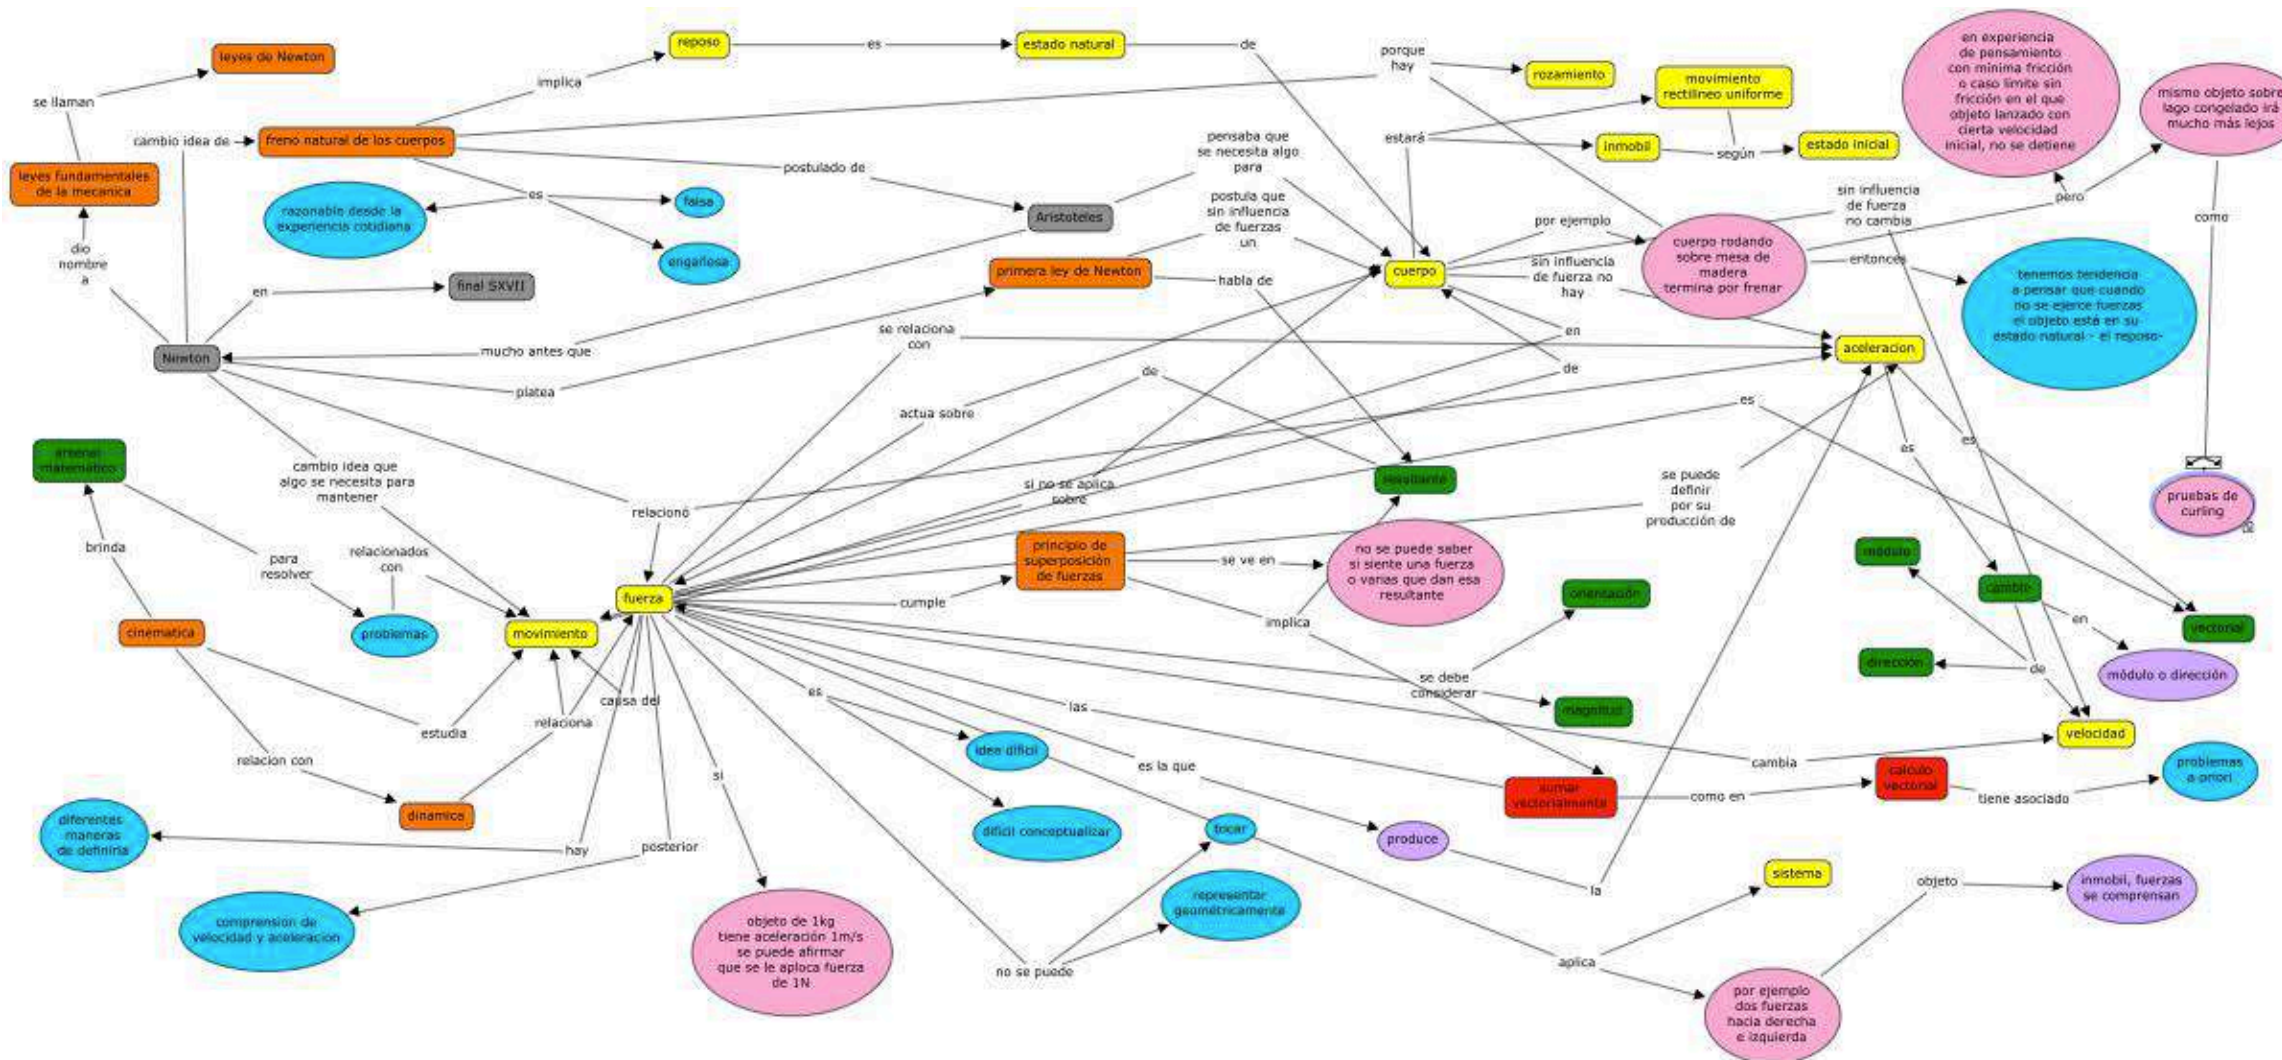 leyes de Newton
se llaman
leyes fundamentales
de la mecanica
dio
nombre
a
cambio idea de
freno natural de los cuerpos
implica
reposo
es
estado natural
de
postulado de
es
razonable desde la
experiencia cotidiana
falsa
engañosa
Aristoteles
pensaba que
se necesita algo
para
porque
hay
rozamiento
movimiento
rectilineo uniforme
estará
inmobil
según
estado inicial
en experiencia
de pensamiento
con mínima fricción
o caso límite sin
fricción en el que
objeto lanzado con
cierta velocidad
inicial, no se detiene
mismo objeto sobre
lago congelado irá
mucho más lejos
pero
como
pruebas de
curling
Newton
en
final SXVII
mucho antes que
platea
primera ley de Newton
postula que
sin influencia
de fuerzas
un
habla de
cuerpo
por ejemplo
sin influencia
de fuerza no
hay
cuerpo rodando
sobre mesa de
madera
termina por frenar
sin influencia
de fuerza
no cambia
entonces
tenemos tendencia
a pensar que cuando
no se ejerce fuerzas
el objeto está en su
estado natural - el reposo-
se relaciona
con
en
de
de
aceleracion
actua sobre
es
es
es
cambio idea que
algo se necesita para
mantener
relacionó
arsenal
matemático
brinda
para
resolver
relacionados
con
problemas
cinematica
estudia
relacion con
dinamica
relaciona
movimiento
causa del
fuerza
si no se aplica
sobre
resultante
se puede
definir
por su
producción de
principio de
superposición
de fuerzas
cumple
se ve en
no se puede saber
si siente una fuerza
o varias que dan esa
resultante
implica
orientación
se debe
considerar
magnitud
módulo
cambio
en
vectorial
dirección
de
módulo o dirección
velocidad
cambia
las
sumar
vectorialmente
como en
calculo
vectorial
tiene asociado
problemas
a-priori
es
idea dificil
dificil conceptualizar
es la que
produce
la
diferentes
maneras
de definirla
hay
posterior
comprension de
velocidad y aceleracion
si
objeto de 1kg
tiene aceleración 1m/s
se puede afirmar
que se le aploca fuerza
de 1N
tocar
representar
geométricamente
no se puede
aplica
sistema
por ejemplo
dos fuerzas
hacia derecha
e izquierda
objeto
inmobil, fuerzas
se comprensan